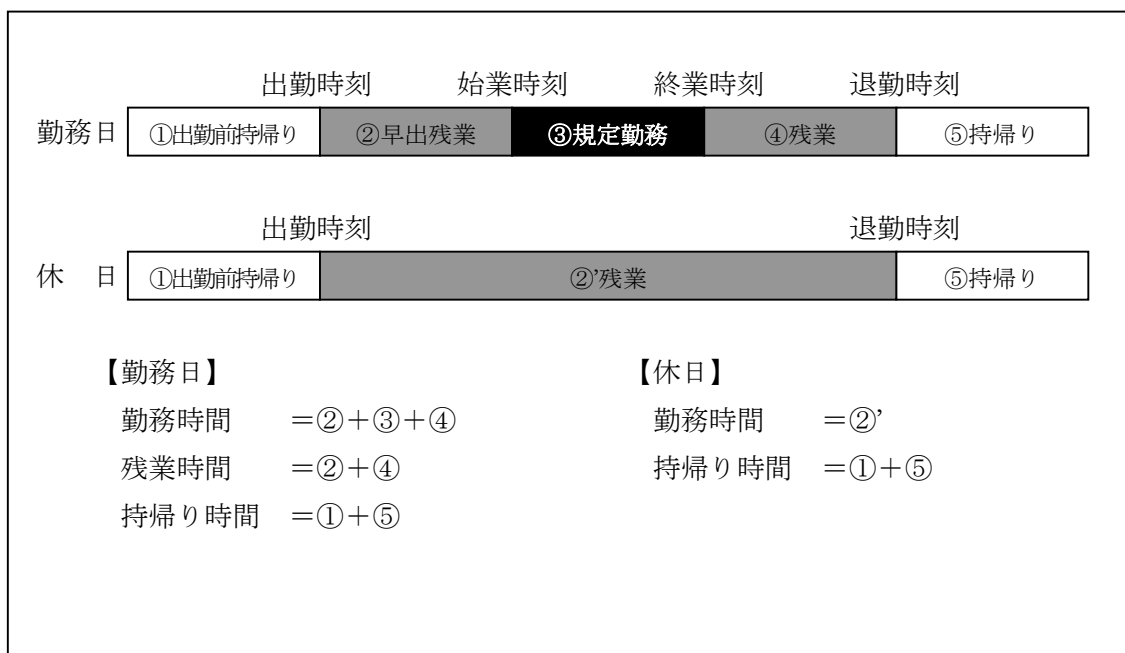 出勤時刻 始業時刻 終業時刻 退勤時刻
勤務日 ①出勤前持帰り ②早出残業 ③規定勤務 ④残業 ⑤持帰り
出勤時刻 退勤時刻
休 日 ①出勤前持帰り ②’残業 ⑤持帰り
【勤務日】 【休日】
勤務時間 =②+③+④ 勤務時間 =②’
残業時間 =②+④ 持帰り時間 =①+⑤
持帰り時間 =①+⑤